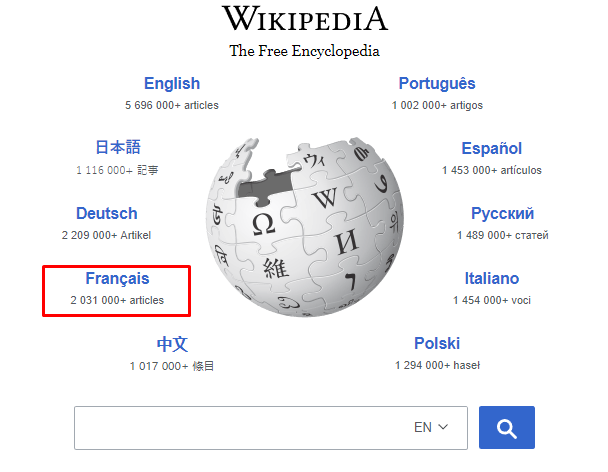 WIKIPEDIA
The Free Encyclopedia
English
5 696 000+ articles
Português
1 002 000+ artigos
日本語
1 116 000+ 記事
Español
1 453 000+ artículos
Deutsch
2 209 000+ Artikel
Русский
1 489 000+ статей
Français
2 031 000+ articles
Italiano
1 454 000+ voci
中文
1 017 000+ 條目
Polski
1 294 000+ haseł
Ω
W
И
維
EN